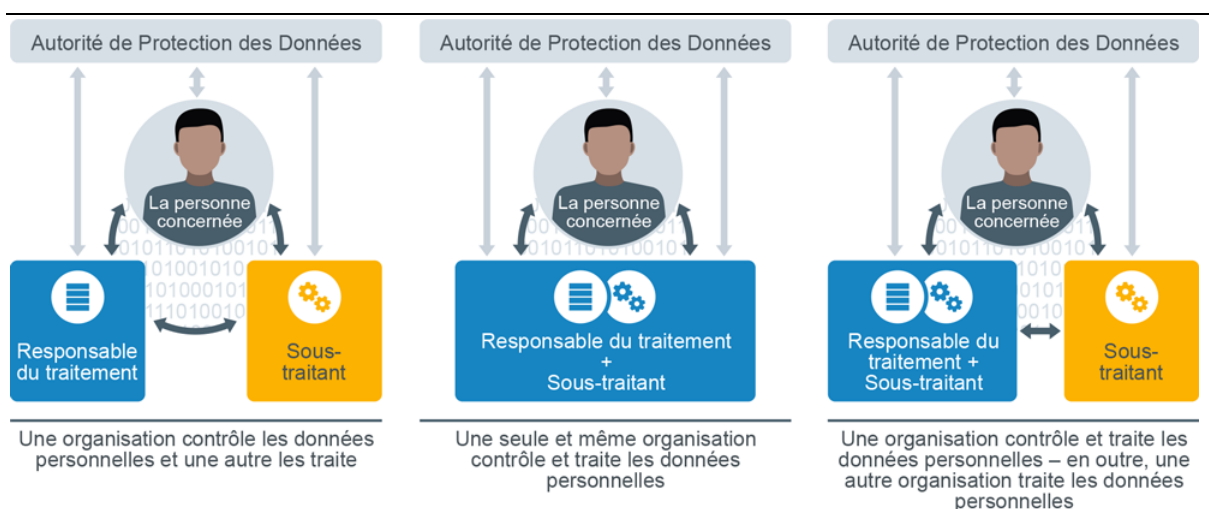 Autorité de Protection des Données
La personne
concernée
Responsable
du traitement
Sous-
traitant
Une organisation contrôle les données
personnelles et une autre les traite
Autorité de Protection des Données
La personne
concernée
Responsable du traitement
+
Sous-traitant
Une seule et même organisation
contrôle et traite les données
personnelles
Autorité de Protection des Données
La personne
concernée
Responsable du
traitement +
Sous-traitant
Sous-
traitant
Une organisation contrôle et traite les
données personnelles – en outre, une
autre organisation traite les données
personnelles